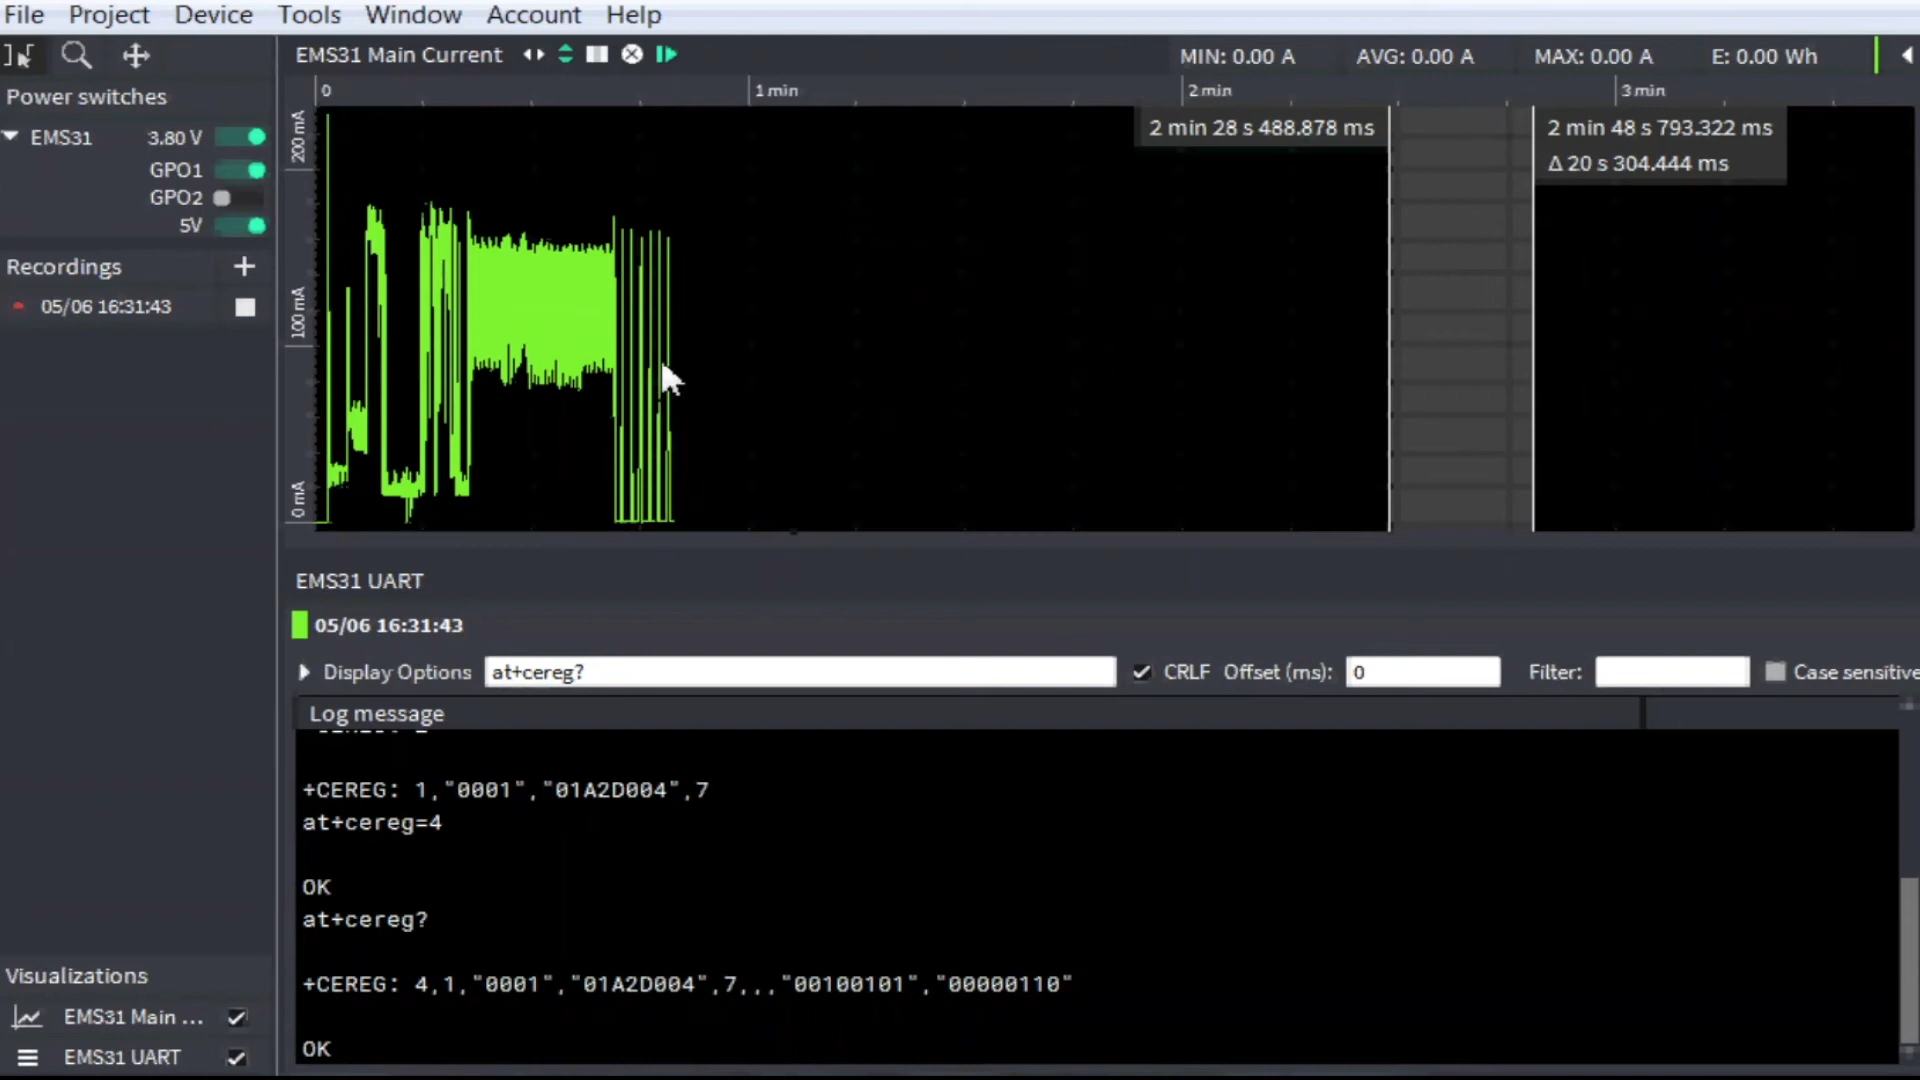 File Project Device Tools Window Account Help
EMS31 Main Current MIN: 0.00 A AVG: 0.00 A MAX: 0.00 A E: 0.00 Wh
Power switches
EMS31 3.80 V
GPO1
GPO2
5V
Recordings +
05/06 16:31:43
Visualizations
EMS31 Main ...
EMS31 UART
0 1 min 2 min 3 min
2 min 28 s 488.878 ms
2 min 48 s 793.322 ms
Δ 20 s 304.444 ms
200 mA
100 mA
0 mA
EMS31 UART
05/06 16:31:43
Display Options at+cereg? CRLF Offset (ms): 0 Filter: Case sensitive
Log message
+CEREG: 1,"0001","01A2D004",7
at+cereg=4
OK
at+cereg?
+CEREG: 4,1,"0001","01A2D004",7,,,"00100101","00000110"
OK